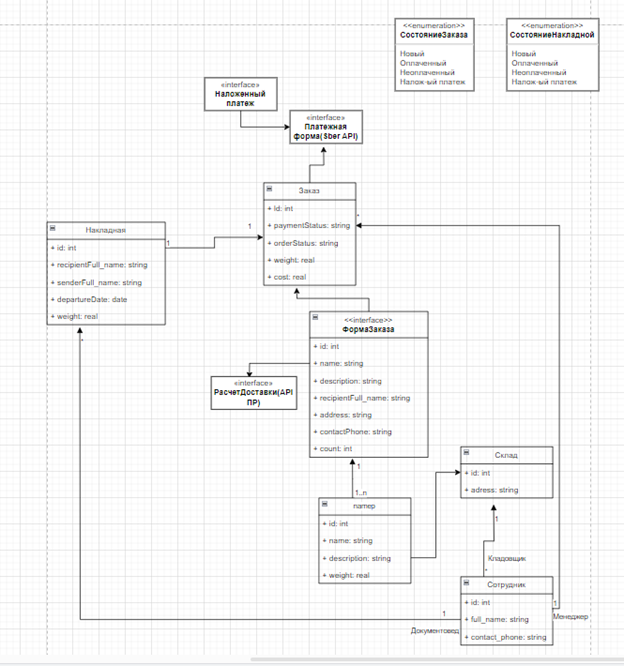 <<enumeration>>
СостояниеЗаказа
Новый
Оплаченный
Неоплаченный
Налож-ый платеж
<<enumeration>>
СостояниеНакладной
Новый
Оплаченный
Неоплаченный
Налож-ый платеж
«interface»
Наложенный
платеж
«interface»
Платежная
форма(Sber API)
Заказ
+ Id: int
+ paymentStatus: string
+ orderStatus: string
+ weight: real
+ cost: real
*
1
1
Накладная
+ id: int
+ recipientFull_name: string
+ senderFull_name: string
+ departureDate: date
+ weight: real
*
<<interface>>
ФормаЗаказа
+ id: int
+ name: string
+ description: string
+ recipientFull_name: string
+ address: string
+ contactPhone: string
+ count: int
«interface»
РасчетДоставки(API
ПР)
1
1..n
патер
+ id: int
+ name: string
+ description: string
+ weight: real
Склад
+ id: int
+ adress: string
1
Кладовщик
*
Сотрудник
+ id: int
+ full_name: string
+ contact_phone: string
1
Документовед
1
Менеджер